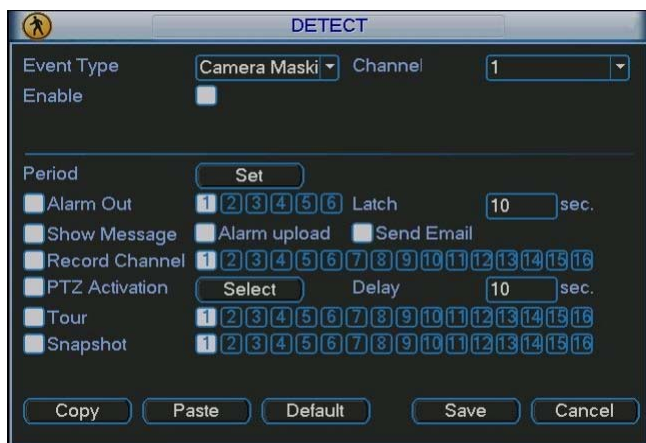 DETECT
Event Type Camera Maski Channel 1
Enable
Period Set
Alarm Out 1 2 3 4 5 6 Latch 10 sec.
Show Message Alarm upload Send Email
Record Channel 1 2 3 4 5 6 7 8 9 10 11 12 13 14 15 16
PTZ Activation Select Delay 10 sec.
Tour 1 2 3 4 5 6 7 8 9 10 11 12 13 14 15 16
Snapshot 1 2 3 4 5 6 7 8 9 10 11 12 13 14 15 16
Copy Paste Default Save Cancel